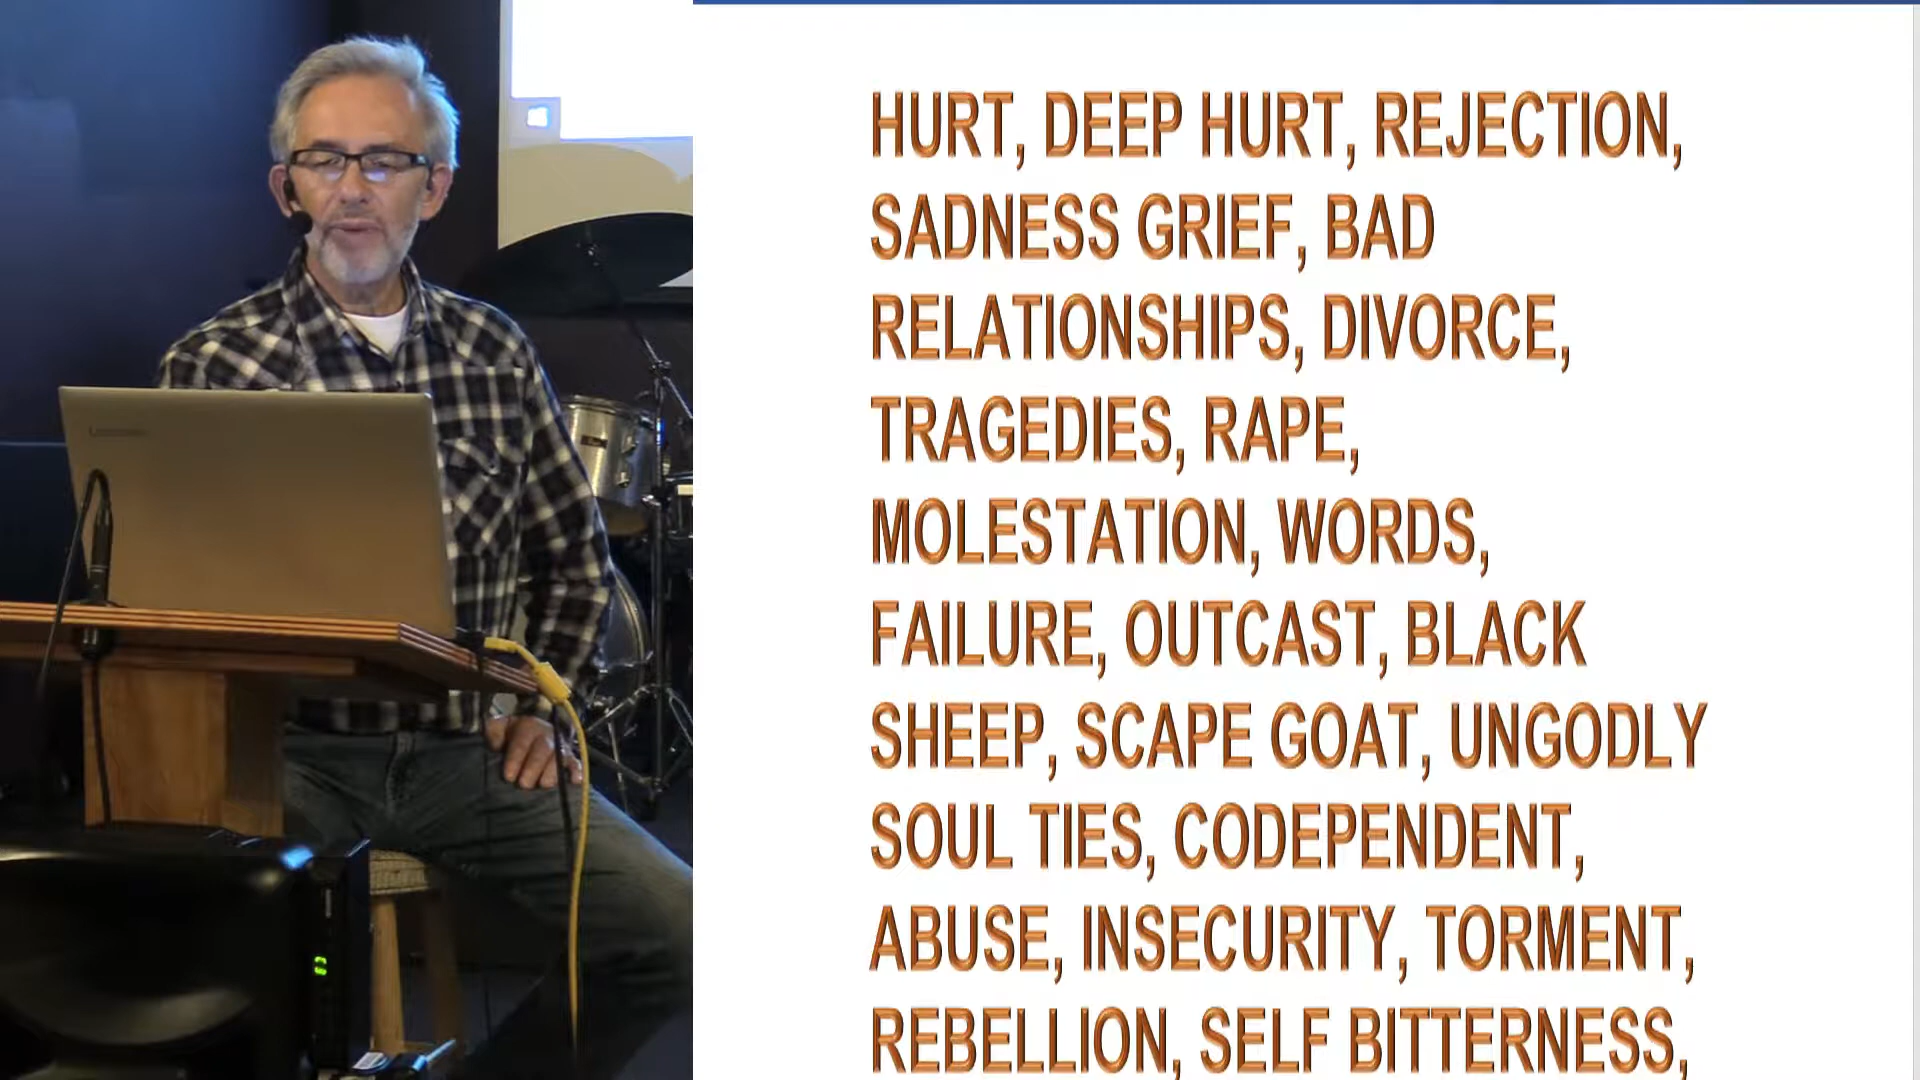 HURT, DEEP HURT, REJECTION,
SADNESS GRIEF, BAD
RELATIONSHIPS, DIVORCE,
TRAGEDIES, RAPE,
MOLESTATION, WORDS,
FAILURE, OUTCAST, BLACK
SHEEP, SCAPE GOAT, UNGODLY
SOUL TIES, CODEPENDENT,
ABUSE, INSECURITY, TORMENT,
REBELLION, SELF BITTERNESS,